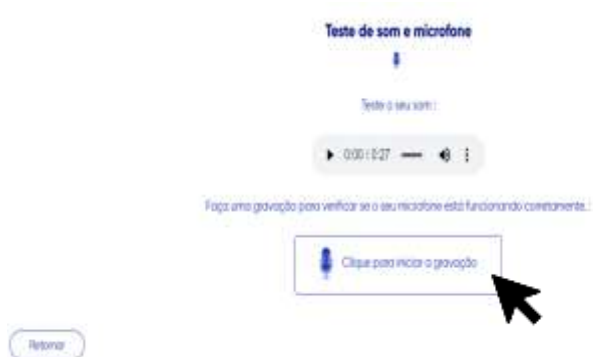 Teste de som e microfone
Teste o seu som :
0:00 / 0:27
Faça uma gravação para verificar se o seu microfone está funcionando corretamente. :
Clique para iniciar a gravação
Retornar